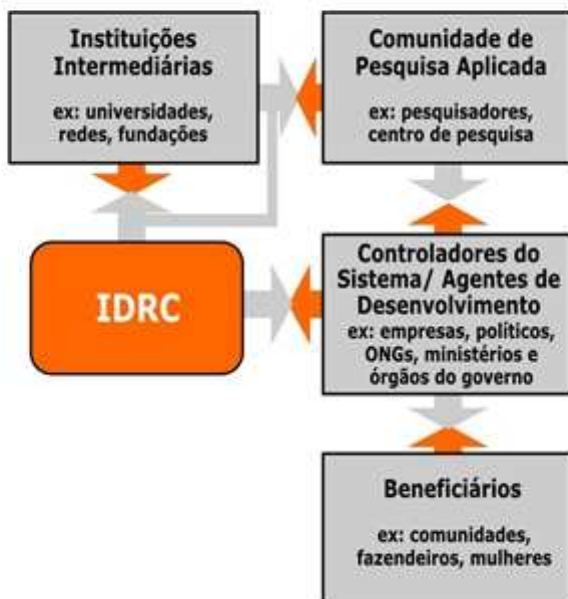 Instituições
Intermediárias
ex: universidades,
redes, fundações
Comunidade de
Pesquisa Aplicada
ex: pesquisadores,
centro de pesquisa
IDRC
Controladores do
Sistema/ Agentes de
Desenvolvimento
ex: empresas, políticos,
ONGs, ministérios e
órgãos do governo
Beneficiários
ex: comunidades,
fazendeiros, mulheres